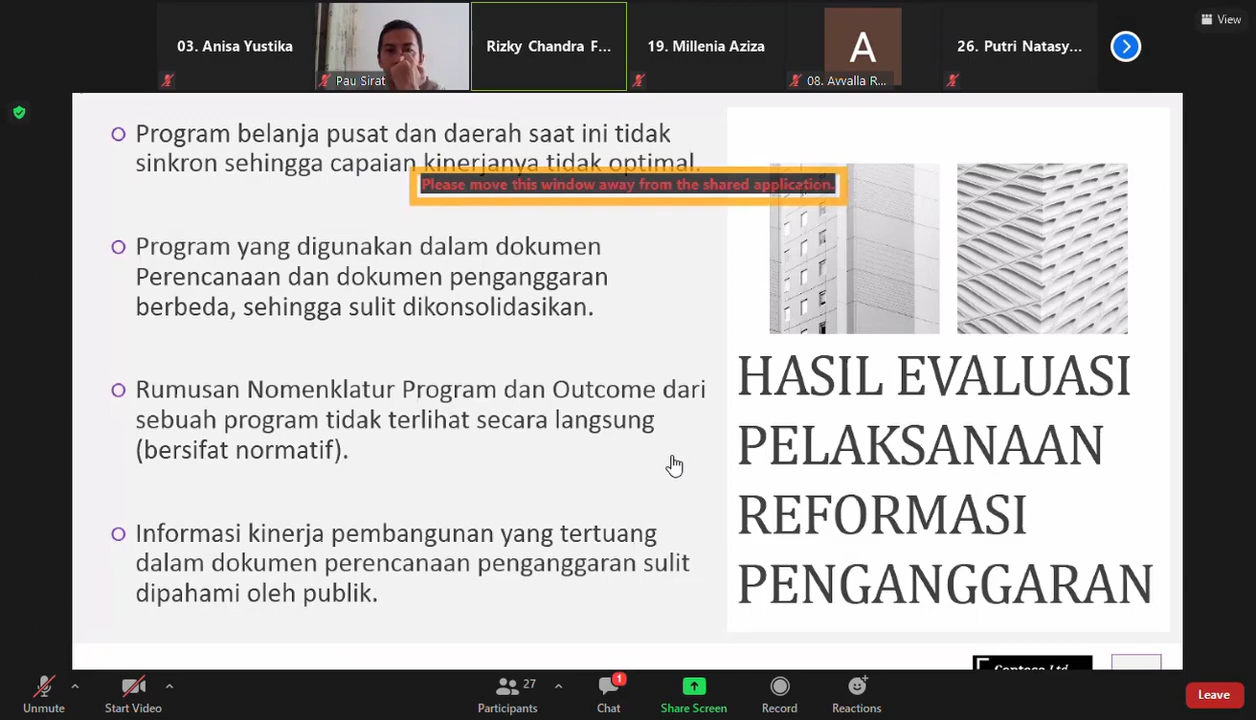 View
03. Anisa Yustika
Pau Sirat
Rizky Chandra F...
19. Millenia Aziza
A
08. Avvalla R...
26. Putri Natasy...
Program belanja pusat dan daerah saat ini tidak
sinkron sehingga capaian kinerjanya tidak optimal.
Please move this window away from the shared application.
Program yang digunakan dalam dokumen
Perencanaan dan dokumen penganggaran
berbeda, sehingga sulit dikonsolidasikan.
Rumusan Nomenklatur Program dan Outcome dari
sebuah program tidak terlihat secara langsung
(bersifat normatif).
Informasi kinerja pembangunan yang tertuang
dalam dokumen perencanaan penganggaran sulit
dipahami oleh publik.
HASIL EVALUASI
PELAKSANAAN
REFORMASI
PENGANGGARAN
Contoso Ltd.
Unmute
Start Video
27
Participants
1
Chat
Share Screen
Record
Reactions
Leave